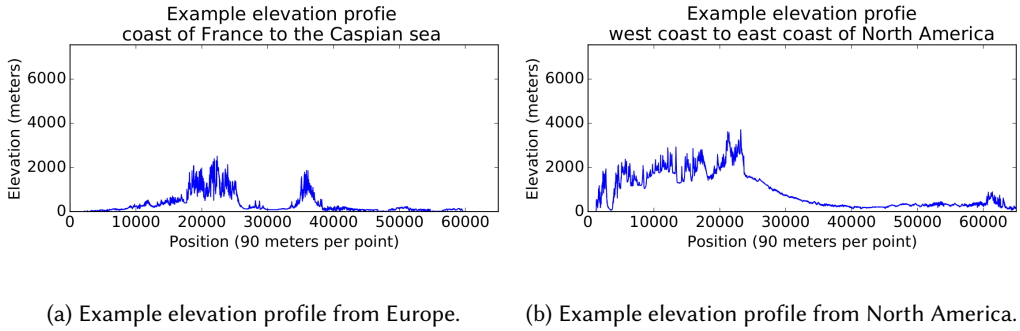 Example elevation profie
coast of France to the Caspian sea
Elevation (meters)
6000
4000
2000
0
0 10000 20000 30000 40000 50000 60000
Position (90 meters per point)
(a) Example elevation profile from Europe.
Example elevation profie
west coast to east coast of North America
Elevation (meters)
6000
4000
2000
0
0 10000 20000 30000 40000 50000 60000
Position (90 meters per point)
(b) Example elevation profile from North America.